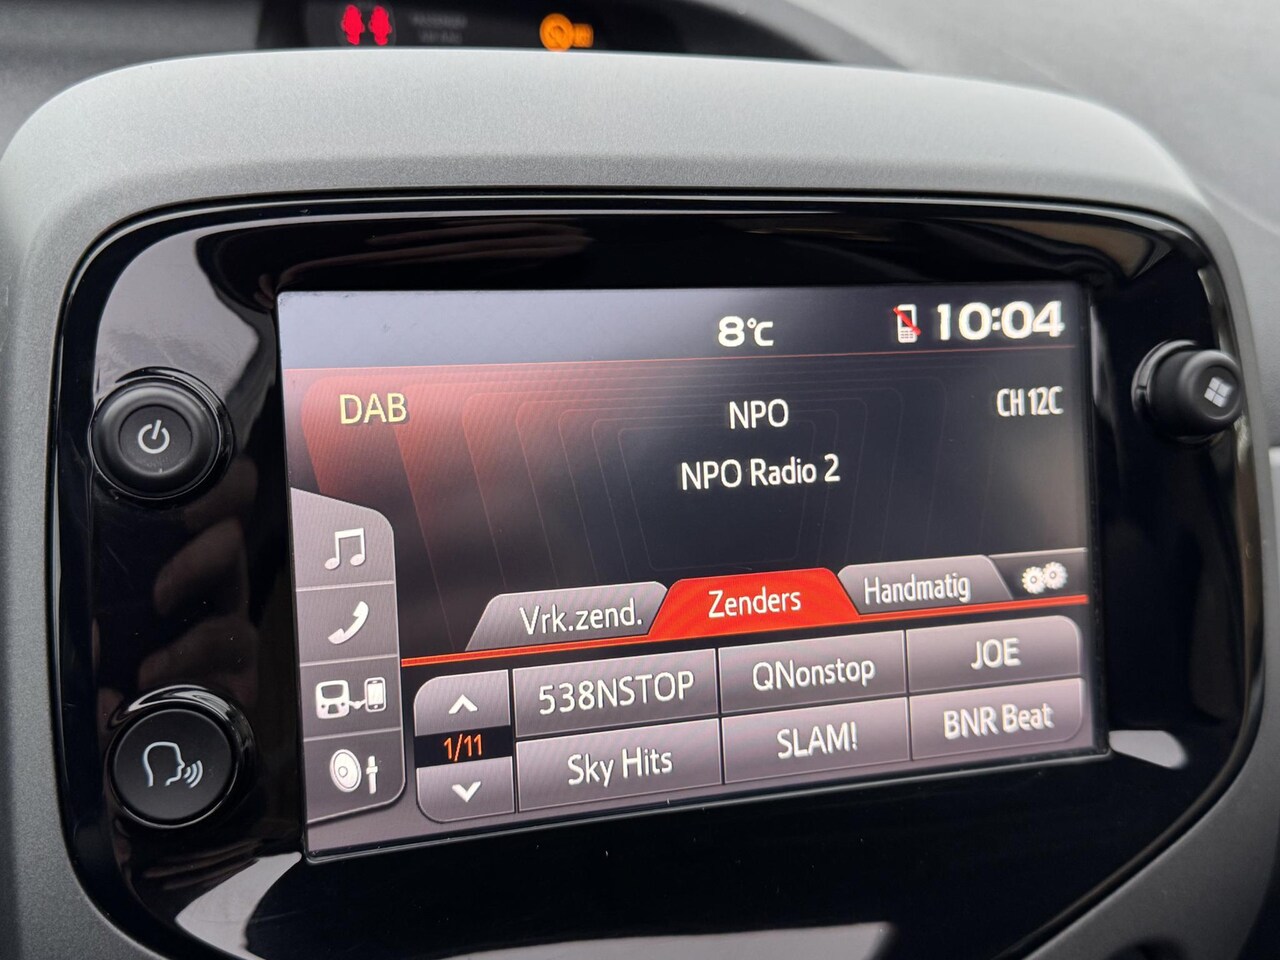 8°C
10:04
DAB
NPO
CH 12C
NPO Radio 2
Vrk.zend.
Zenders
Handmatig
538NSTOP
QNonstop
JOE
1/11
Sky Hits
SLAM!
BNR Beat